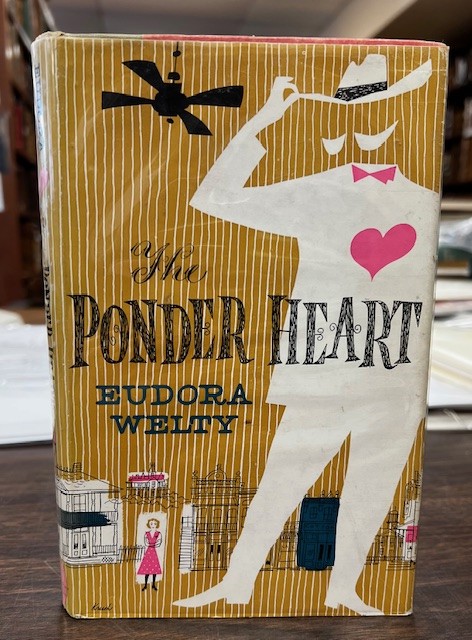 The
PONDER HEART
EUDORA
WELTY